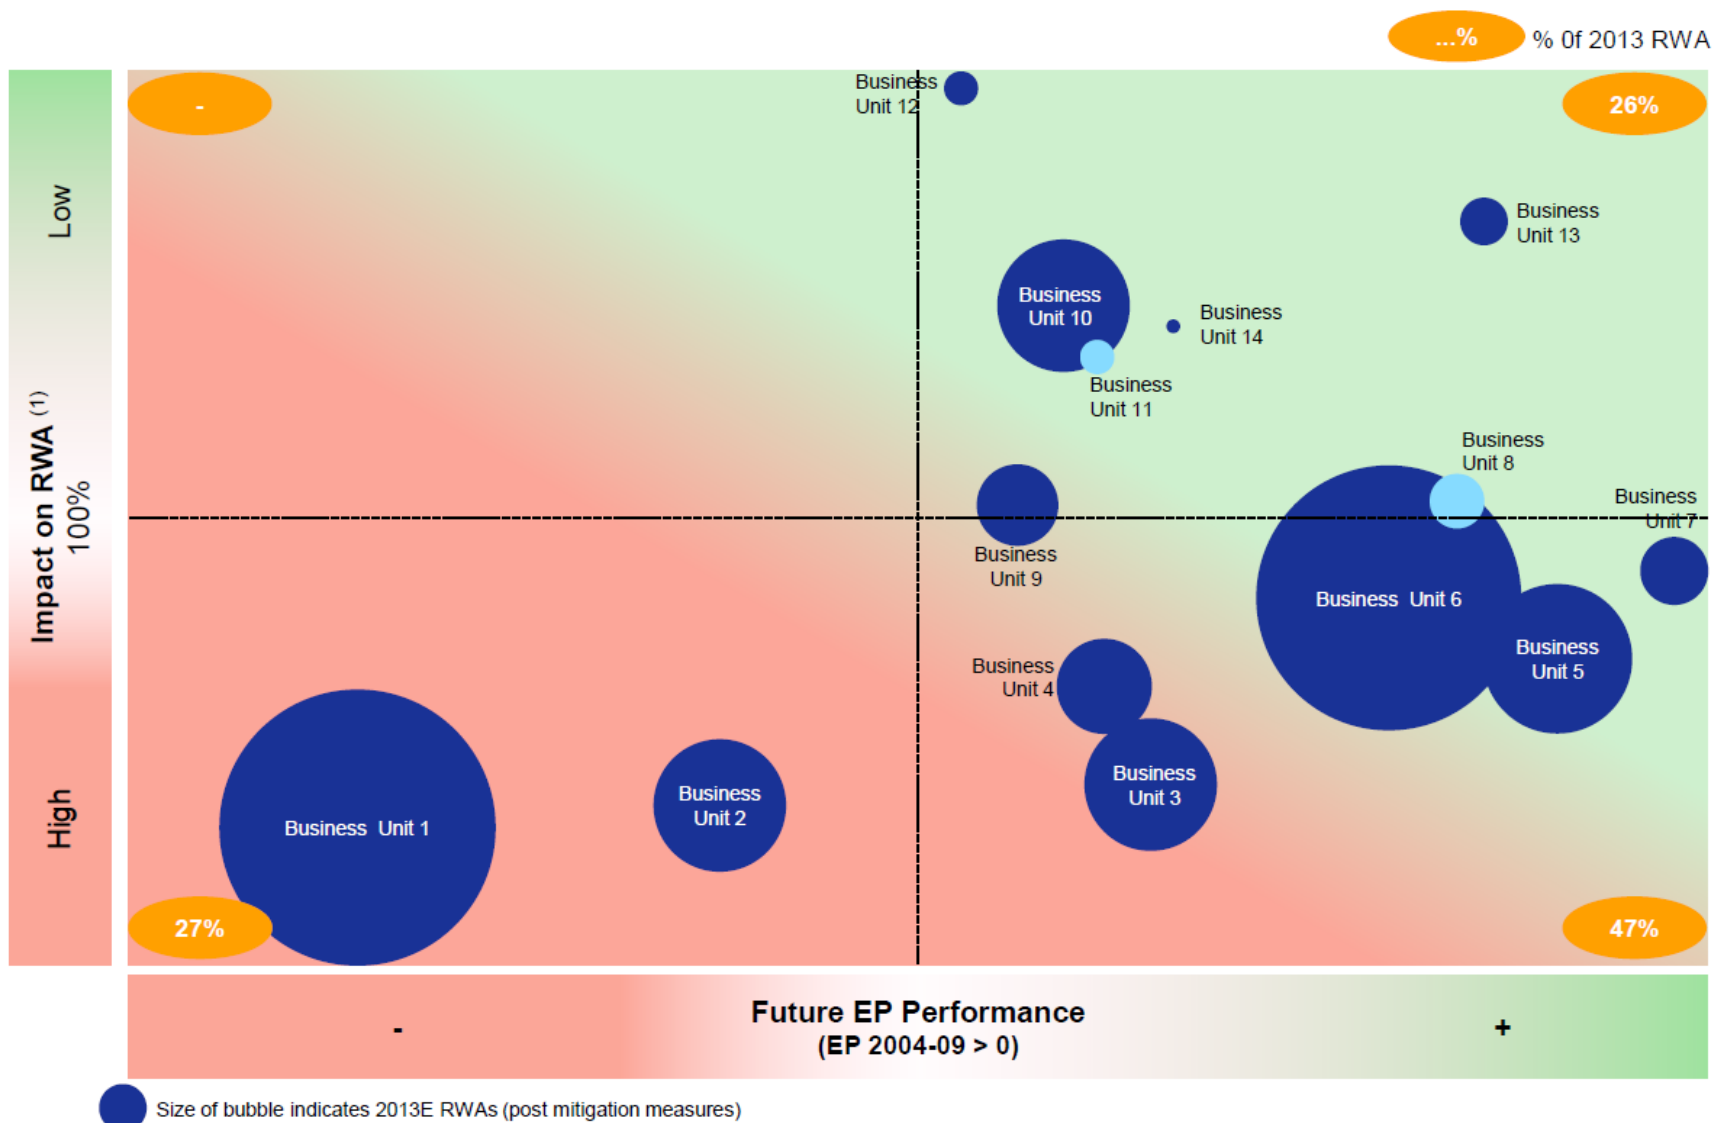 ...%
% 0f 2013 RWA
-
26%
Business
Unit 12
Low
Business
Unit 13
Business
Unit 10
Business
Unit 14
Business
Unit 11
Impact on RWA (1)
100%
Business
Unit 8
Business
Unit 7
Business
Unit 9
Business Unit 6
Business
Unit 5
Business
Unit 4
Business
Unit 3
High
Business Unit 1
Business
Unit 2
27%
47%
-
Future EP Performance
(EP 2004-09 > 0)
+
Size of bubble indicates 2013E RWAs (post mitigation measures)